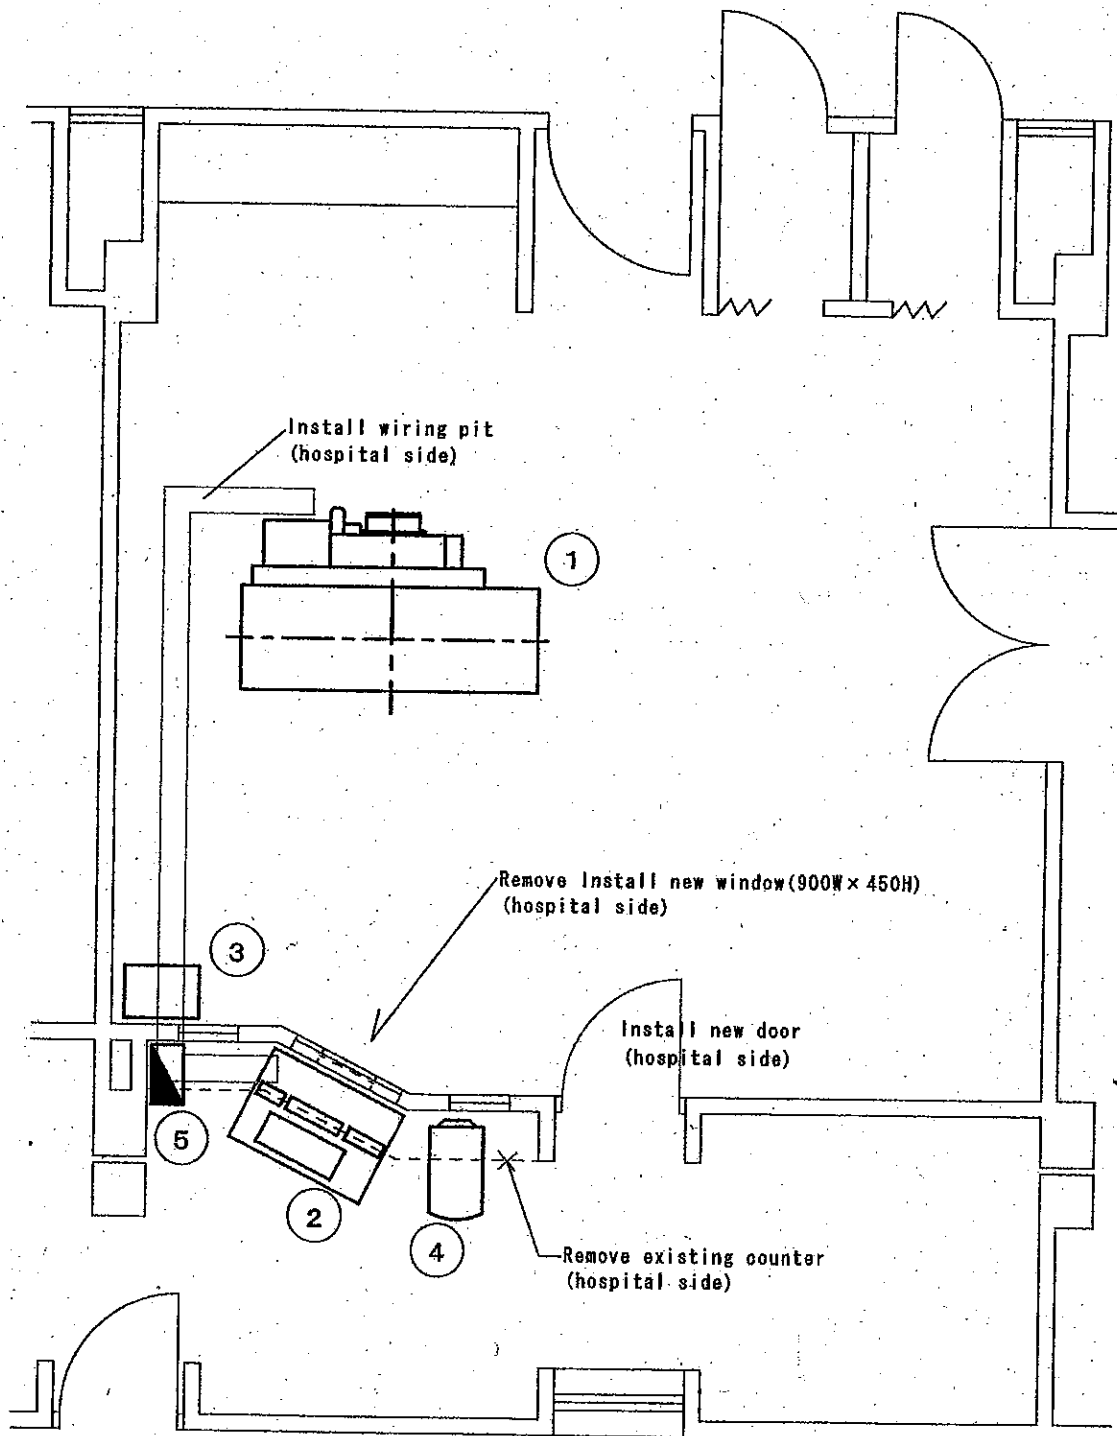 Install wiring pit
(hospital side)
1
Remove Install new window(900W×450H)
(hospital side)
3
Install new door
(hospital side)
5
2
4
Remove existing counter
(hospital side)